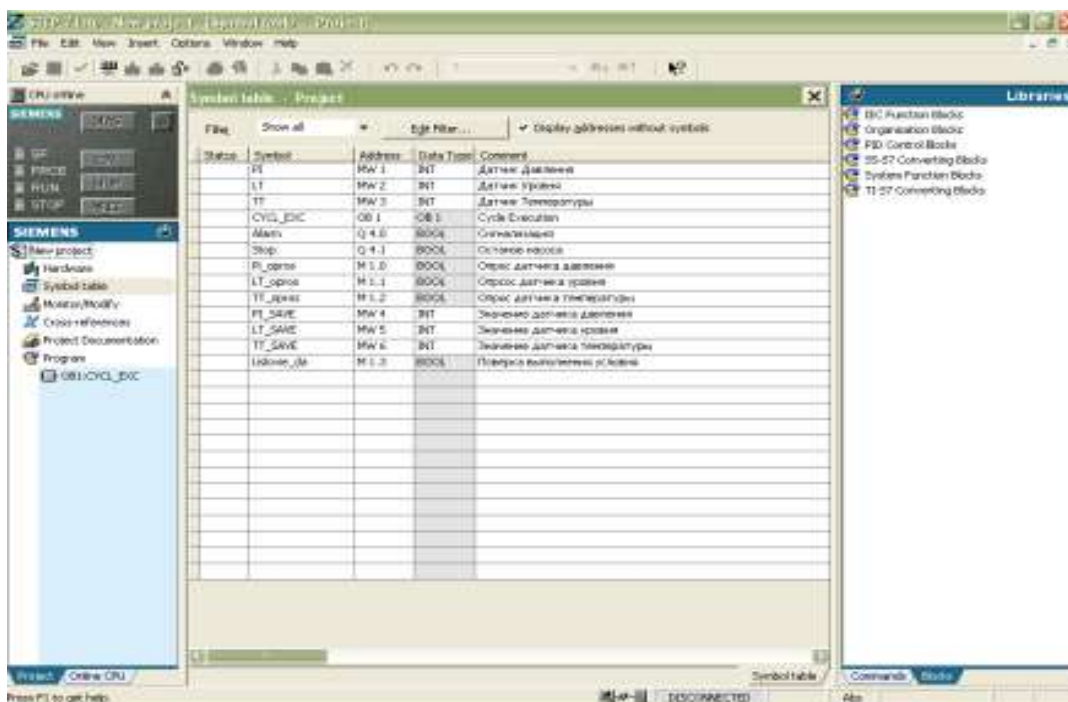 File Edit View Insert Options Window Help
CPU online
SIEMENS
SF
RUN
STOP
SIEMENS
New project
Hardware
Symbol table
Monitor/Modify
Cross-references
Project Documentation
Program
OB1:CYCL_EXC
Project Online CPU
Symbol table - Project
Filter Show all Edit Filter... Display addresses without symbols
Status Symbol Address Data Type Comment
PI MW 1 INT Датчик Давления
LT MW 2 INT Датчик Уровня
TT MW 3 INT Датчик Температуры
CYCL_EXC OB 1 OB 1 Cycle Execution
Alarm Q 4.0 BOOL Сигнализация
Stop Q 4.1 BOOL Останов насоса
PI_opros M 1.0 BOOL Опрос датчика давления
LT_opros M 1.1 BOOL датчика уровня
TT_opros M 1.2 BOOL Опрос датчика температуры
PI_SAVE MW 4 INT Значение датчика давления
LT_SAVE MW 5 INT Значение датчика уровня
TT_SAVE MW 6 INT Значение датчика температуры
M 1.3 BOOL выполнения условия
Symbol table
Libraries
IEC Function Blocks
Organization Blocks
PID Control Blocks
S5-S7 Converting Blocks
System Function Blocks
TI-S7 Converting Blocks
Commands Blocks
Press F1 to get help.
DISCONNECTED
Abs